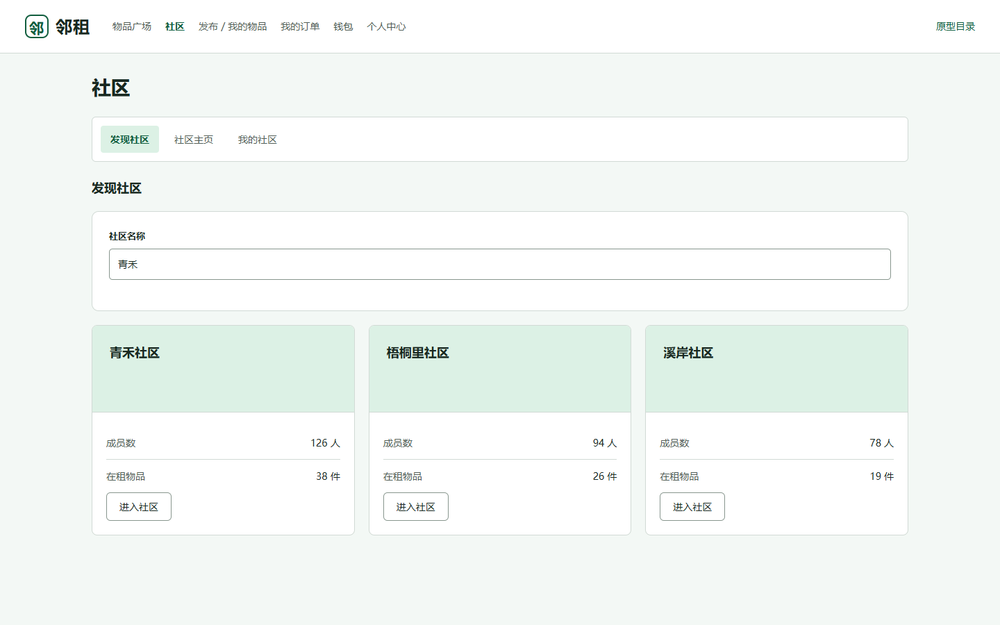 邻 邻租 物品广场 社区 发布 / 我的物品 我的订单 钱包 个人中心 原型目录
社区
发现社区 社区主页 我的社区
发现社区
社区名称
青禾
青禾社区 梧桐里社区 溪岸社区
成员数 126 人 成员数 94 人 成员数 78 人
在租物品 38 件 在租物品 26 件 在租物品 19 件
进入社区 进入社区 进入社区